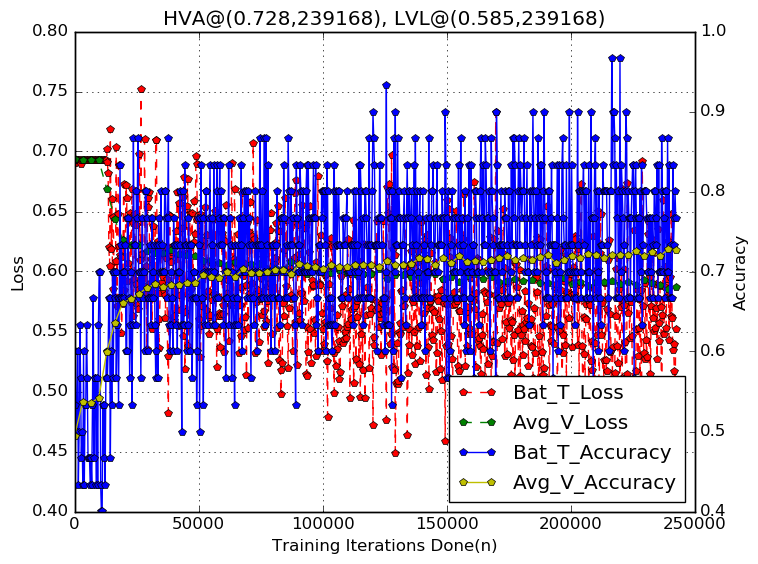 HVA@(0.728,239168), LVL@(0.585,239168)
0.80
0.75
0.70
0.65
0.60
0.55
0.50
0.45
0.40
Loss
1.0
0.9
0.8
0.7
0.6
0.5
0.4
Accuracy
Bat_T_Loss
Avg_V_Loss
Bat_T_Accuracy
Avg_V_Accuracy
0 50000 100000 150000 200000 250000
Training Iterations Done(n)